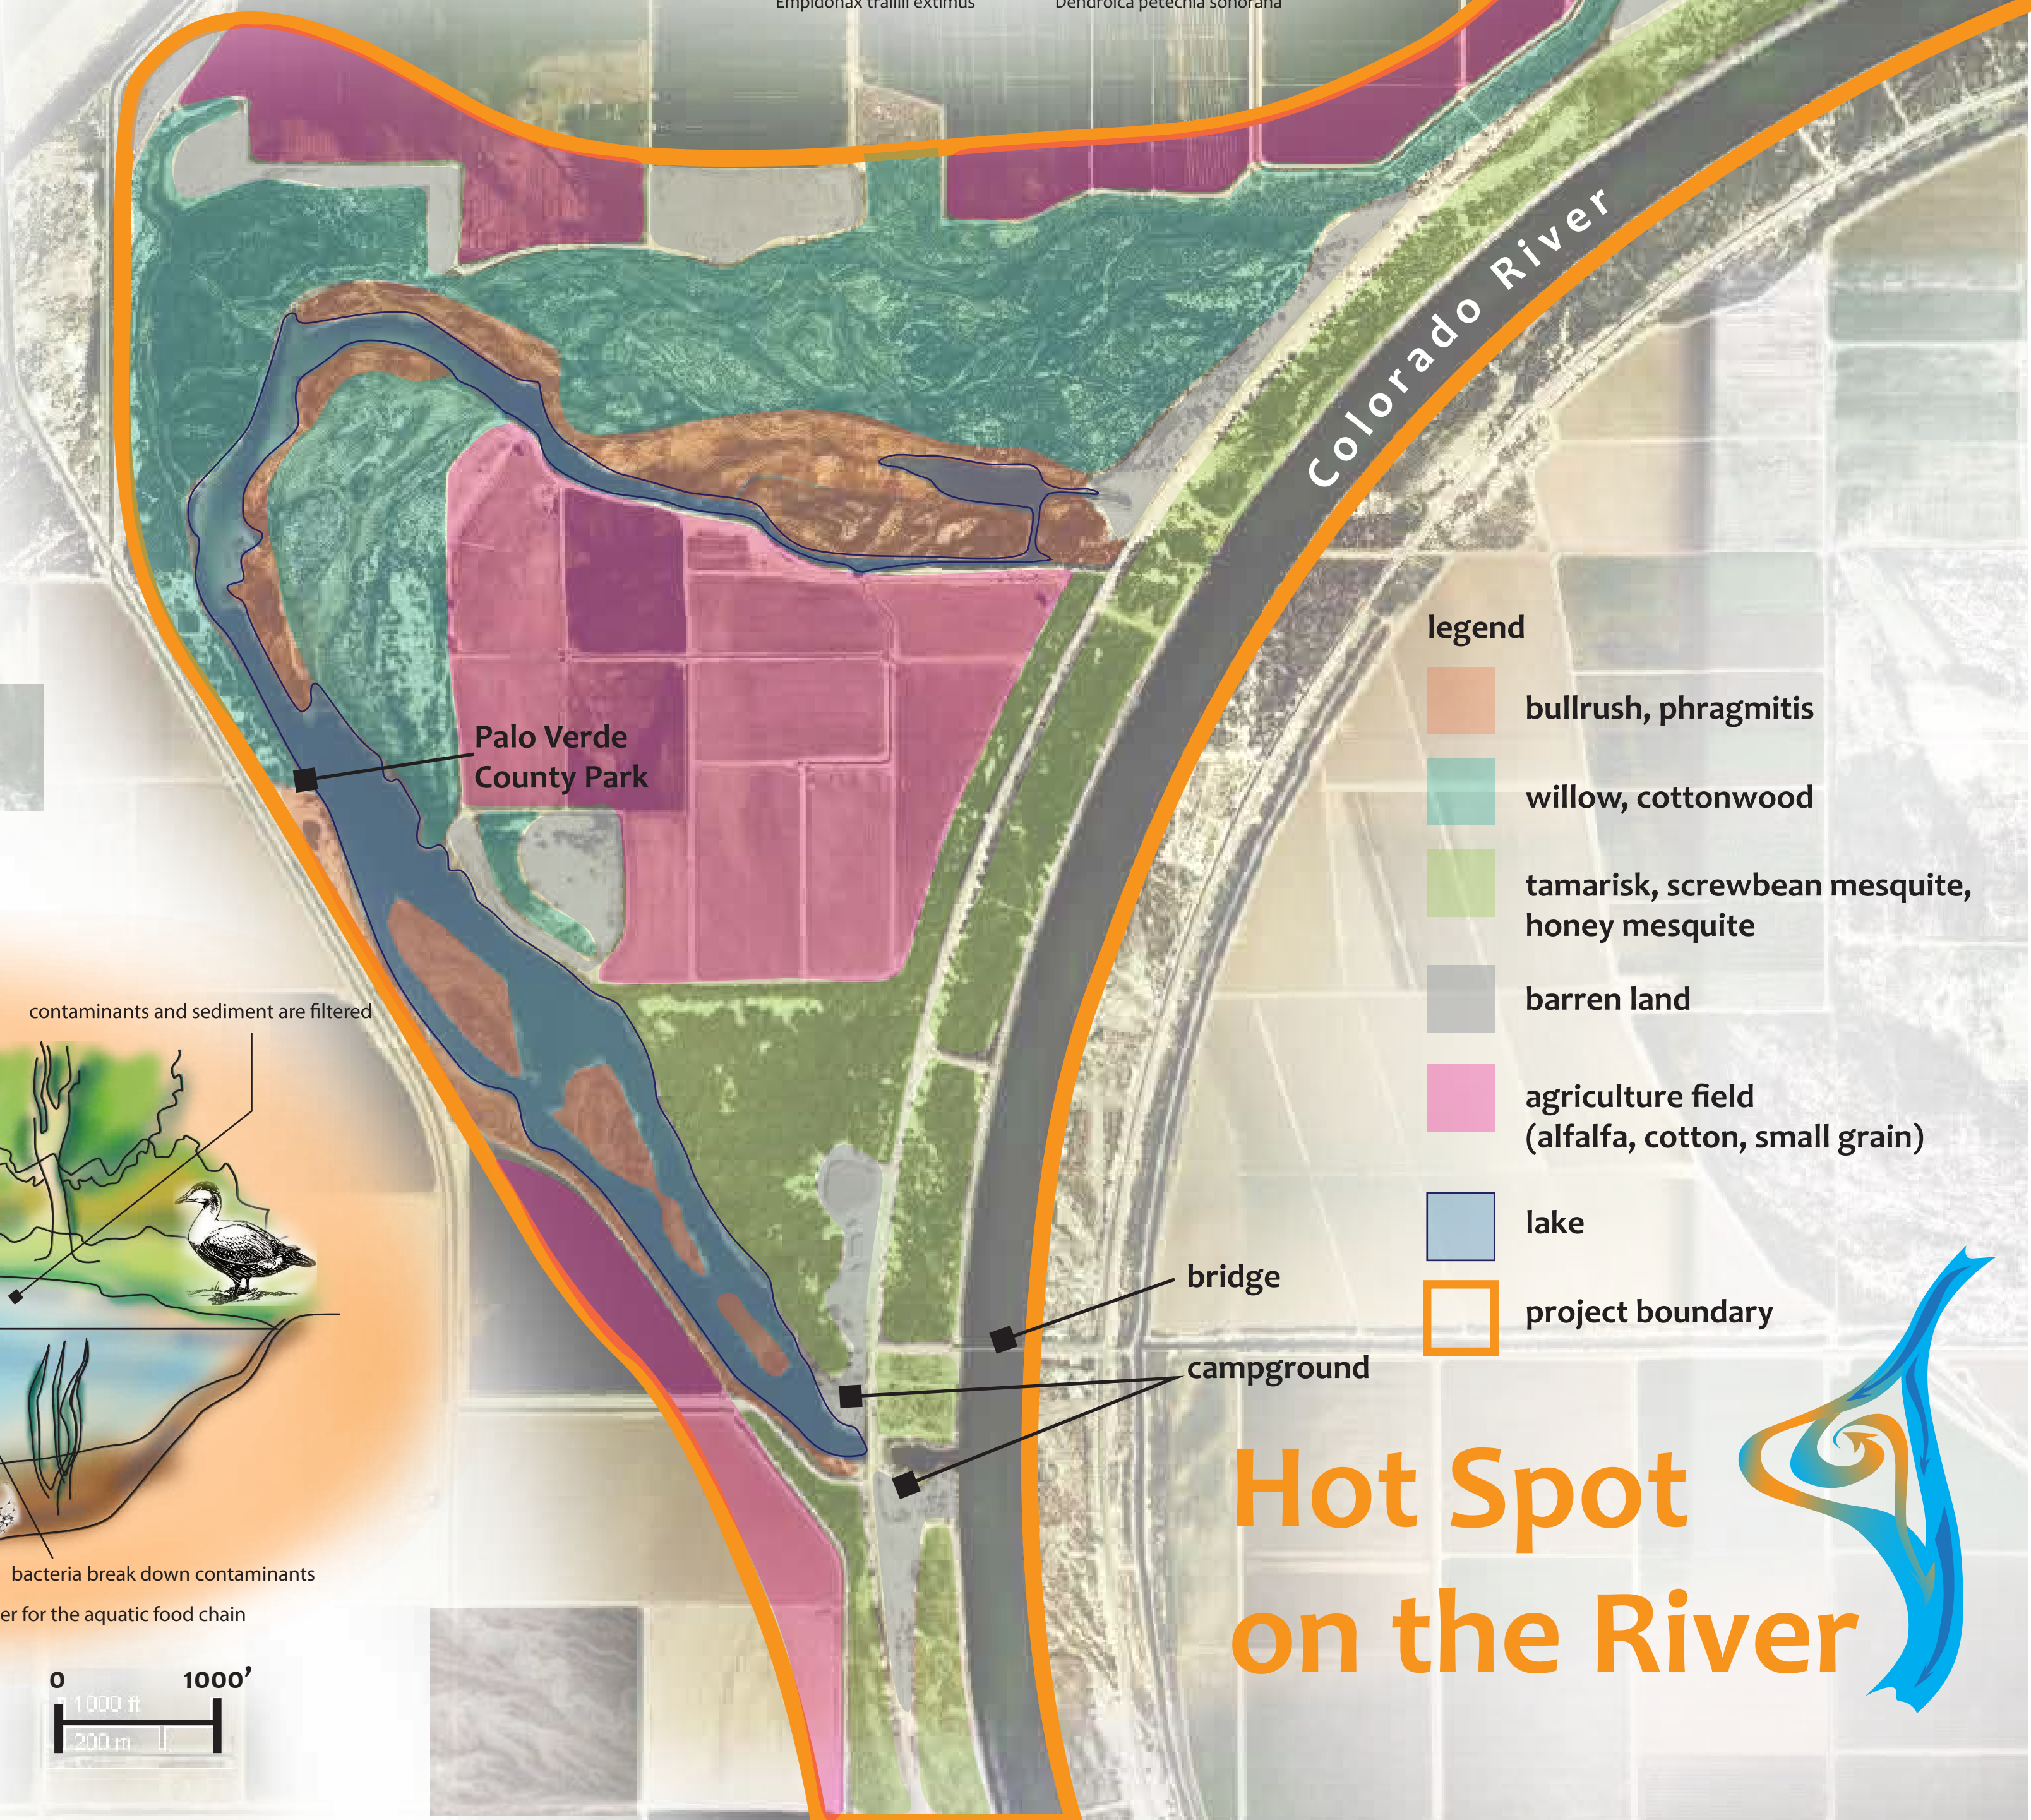 Empidonax traillii extimus
Dendroica petechia sonorana
Colorado River
Palo Verde
County Park
legend
bullrush, phragmitis
willow, cottonwood
tamarisk, screwbean mesquite,
honey mesquite
barren land
agriculture field
(alfalfa, cotton, small grain)
lake
project boundary
contaminants and sediment are filtered
bridge
campground
bacteria break down contaminants
er for the aquatic food chain
0 1000’
1000 ft
200 m
Hot Spot
on the River